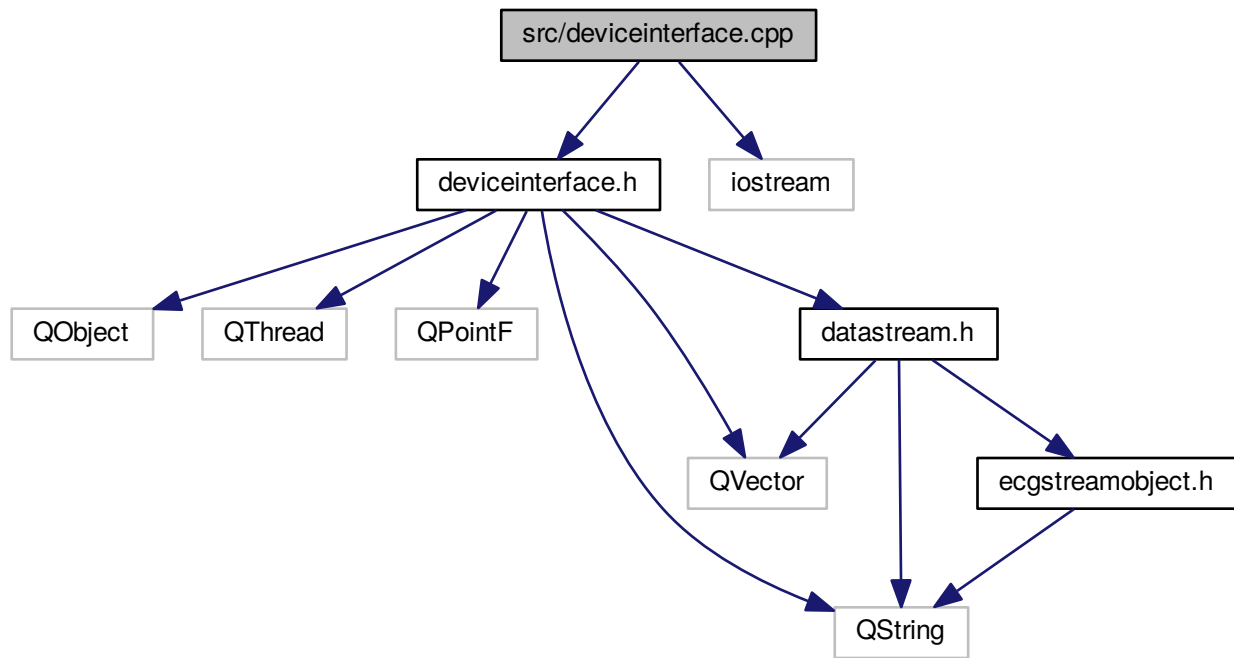 src/deviceinterface.cpp
deviceinterface.h
iostream
QObject
QThread
QPointF
datastream.h
QVector
ecgstreamobject.h
QString